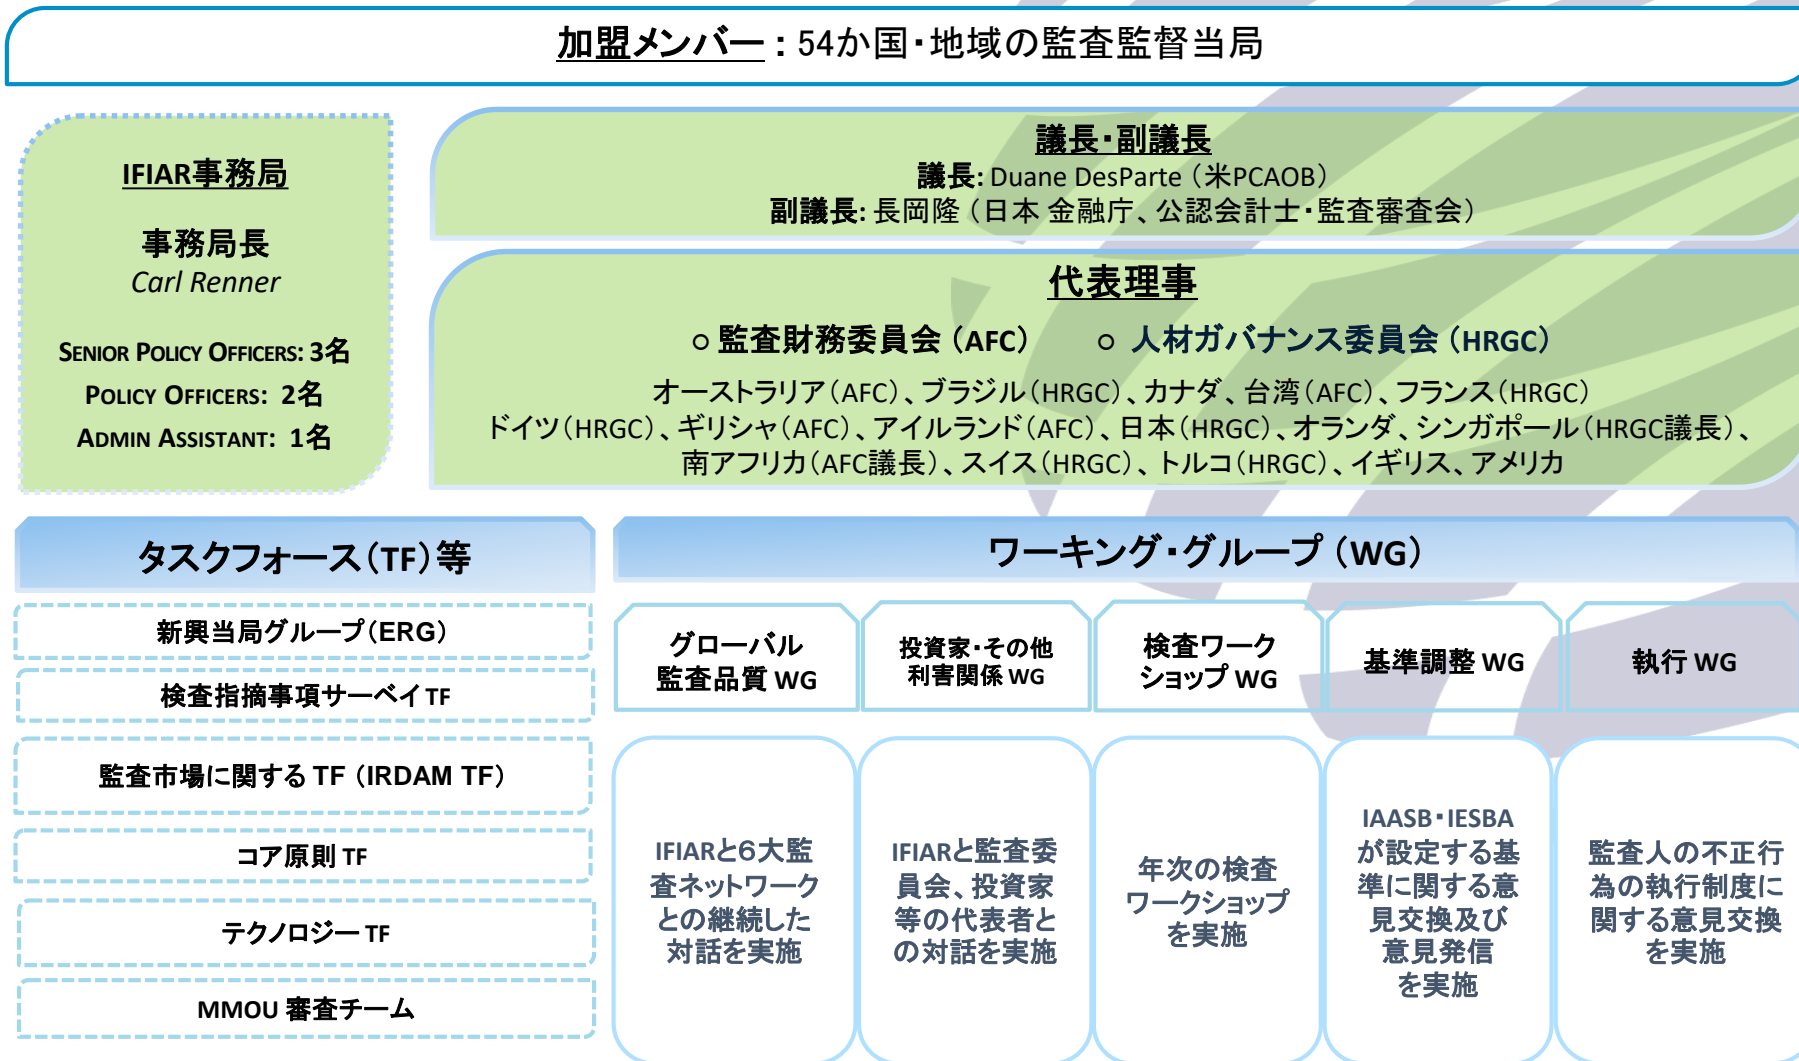 加盟メンバー：54か国・地域の監査監督当局
IFIAR事務局
事務局長
Carl Renner
SENIOR POLICY OFFICERS: 3名
POLICY OFFICERS: 2名
ADMIN ASSISTANT: 1名
議長・副議長
議長: Duane DesParte（米PCAOB）
副議長: 長岡隆（日本 金融庁、公認会計士・監査審査会）
代表理事
○ 監査財務委員会（AFC） ○ 人材ガバナンス委員会（HRGC）
オーストラリア（AFC）、ブラジル（HRGC）、カナダ、台湾（AFC）、フランス（HRGC）
ドイツ（HRGC）、ギリシャ（AFC）、アイルランド（AFC）、日本（HRGC）、オランダ、シンガポール（HRGC議長）、
南アフリカ（AFC議長）、スイス（HRGC）、トルコ（HRGC）、イギリス、アメリカ
タスクフォース（TF）等
新興当局グループ（ERG）
検査指摘事項サーベイ TF
監査市場に関する TF（IRDAM TF）
コア原則 TF
テクノロジー TF
MMOU 審査チーム
ワーキング・グループ（WG）
グローバル
監査品質 WG
投資家・その他
利害関係 WG
検査ワーク
ショップ WG
基準調整 WG
執行 WG
IFIARと６大監
査ネットワーク
との継続した
対話を実施
IFIARと監査委
員会、投資家
等の代表者と
の対話を実施
年次の検査
ワークショップ
を実施
IAASB・IESBA
が設定する基
準に関する意
見交換及び
意見発信
を実施
監査人の不正行
為の執行制度に
関する意見交換
を実施